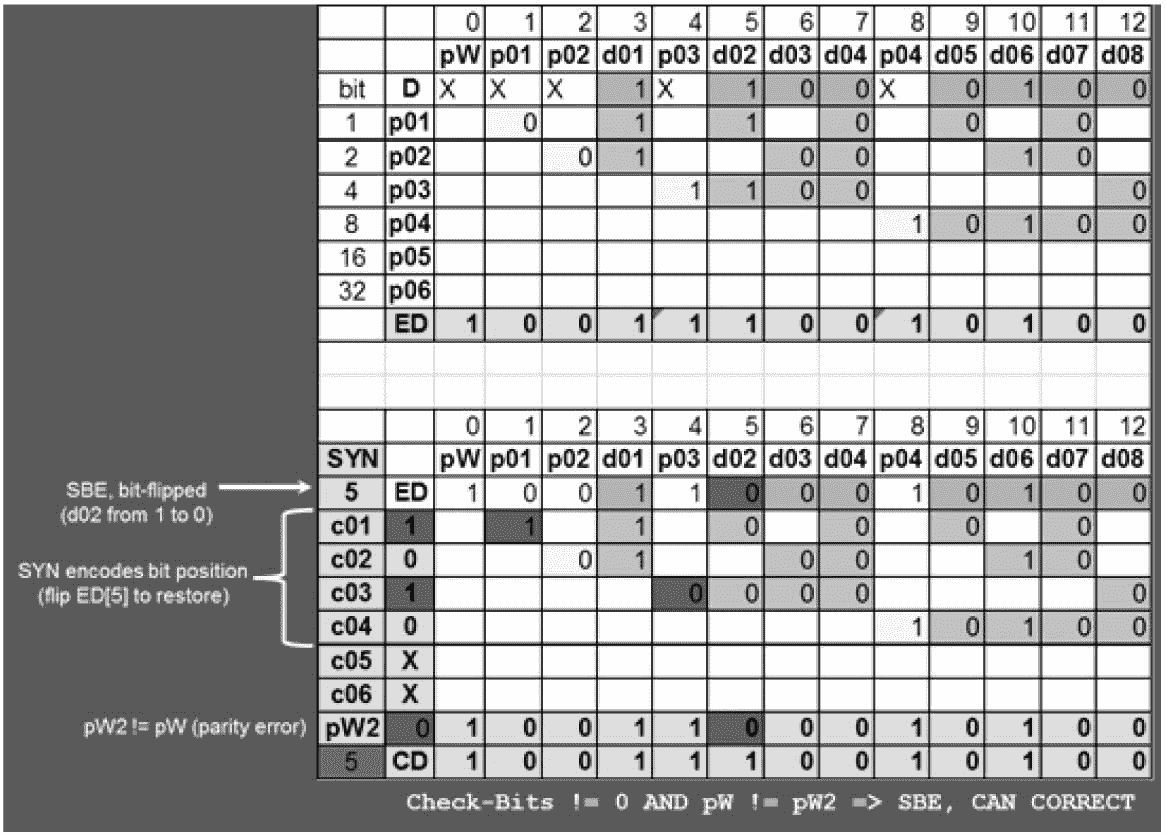 0 1 2 3 4 5 6 7 8 9 10 11 12
pW p01 p02 d01 p03 d02 d03 d04 p04 d05 d06 d07 d08
bit D X X X 1 X 1 0 0 X 0 1 0 0
1 p01 0 1 1 0 0 0
2 p02 0 1 0 0 1 0
4 p03 1 1 0 0 0
8 p04 1 0 1 0 0
16 p05
32 p06
ED 1 0 0 1 1 1 0 0 1 0 1 0 0
0 1 2 3 4 5 6 7 8 9 10 11 12
SYN pW p01 p02 d01 p03 d02 d03 d04 p04 d05 d06 d07 d08
SBE, bit-flipped
(d02 from 1 to 0)
5 ED 1 0 0 1 1 0 0 0 1 0 1 0 0
c01 1 1 1 0 0 0 0
c02 0 0 1 0 0 1 0
SYN encodes bit position
(flip ED[5] to restore)
c03 1 0 0 0 0 0
c04 0 1 0 1 0 0
c05 X
c06 X
pW2 != pW (parity error)
pW2 0 1 0 0 1 1 0 0 0 1 0 1 0 0
5 CD 1 0 0 1 1 1 0 0 1 0 1 0 0
Check-Bits != 0 AND pW != pW2 => SBE, CAN CORRECT